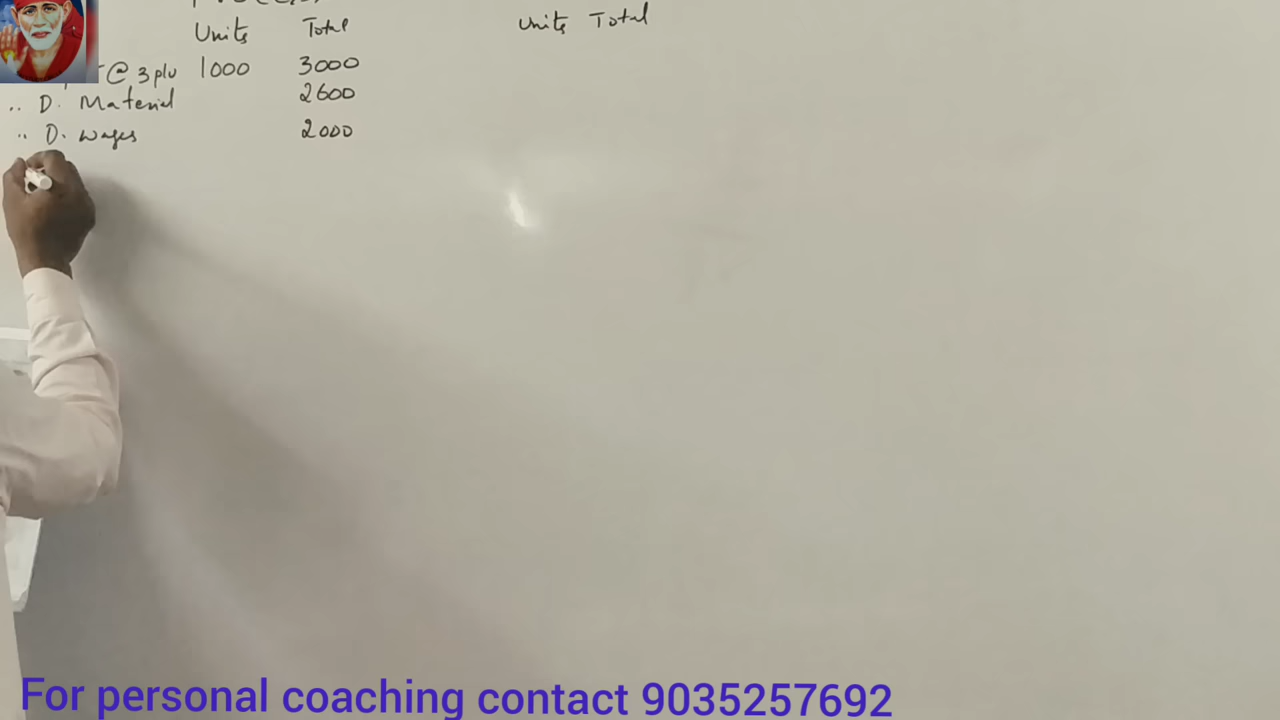 Units Total Units Total
@ 3 plu 1000 3000
.. D. Material 2600
.. D. wages 2000
For personal coaching contact 9035257692